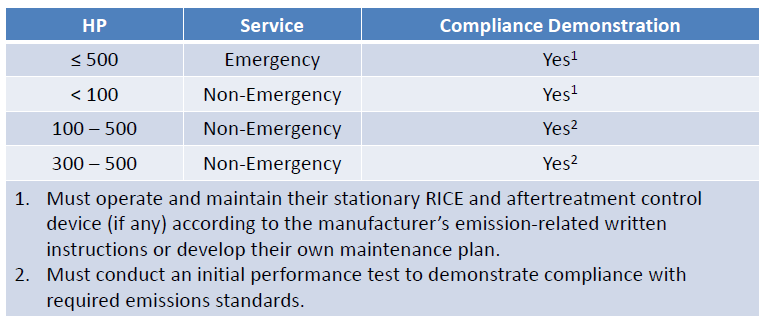 HP Service Compliance Demonstration
≤ 500 Emergency Yes¹
< 100 Non-Emergency Yes¹
100 – 500 Non-Emergency Yes²
300 – 500 Non-Emergency Yes²
1. Must operate and maintain their stationary RICE and aftertreatment control
device (if any) according to the manufacturer’s emission-related written
instructions or develop their own maintenance plan.
2. Must conduct an initial performance test to demonstrate compliance with
required emissions standards.